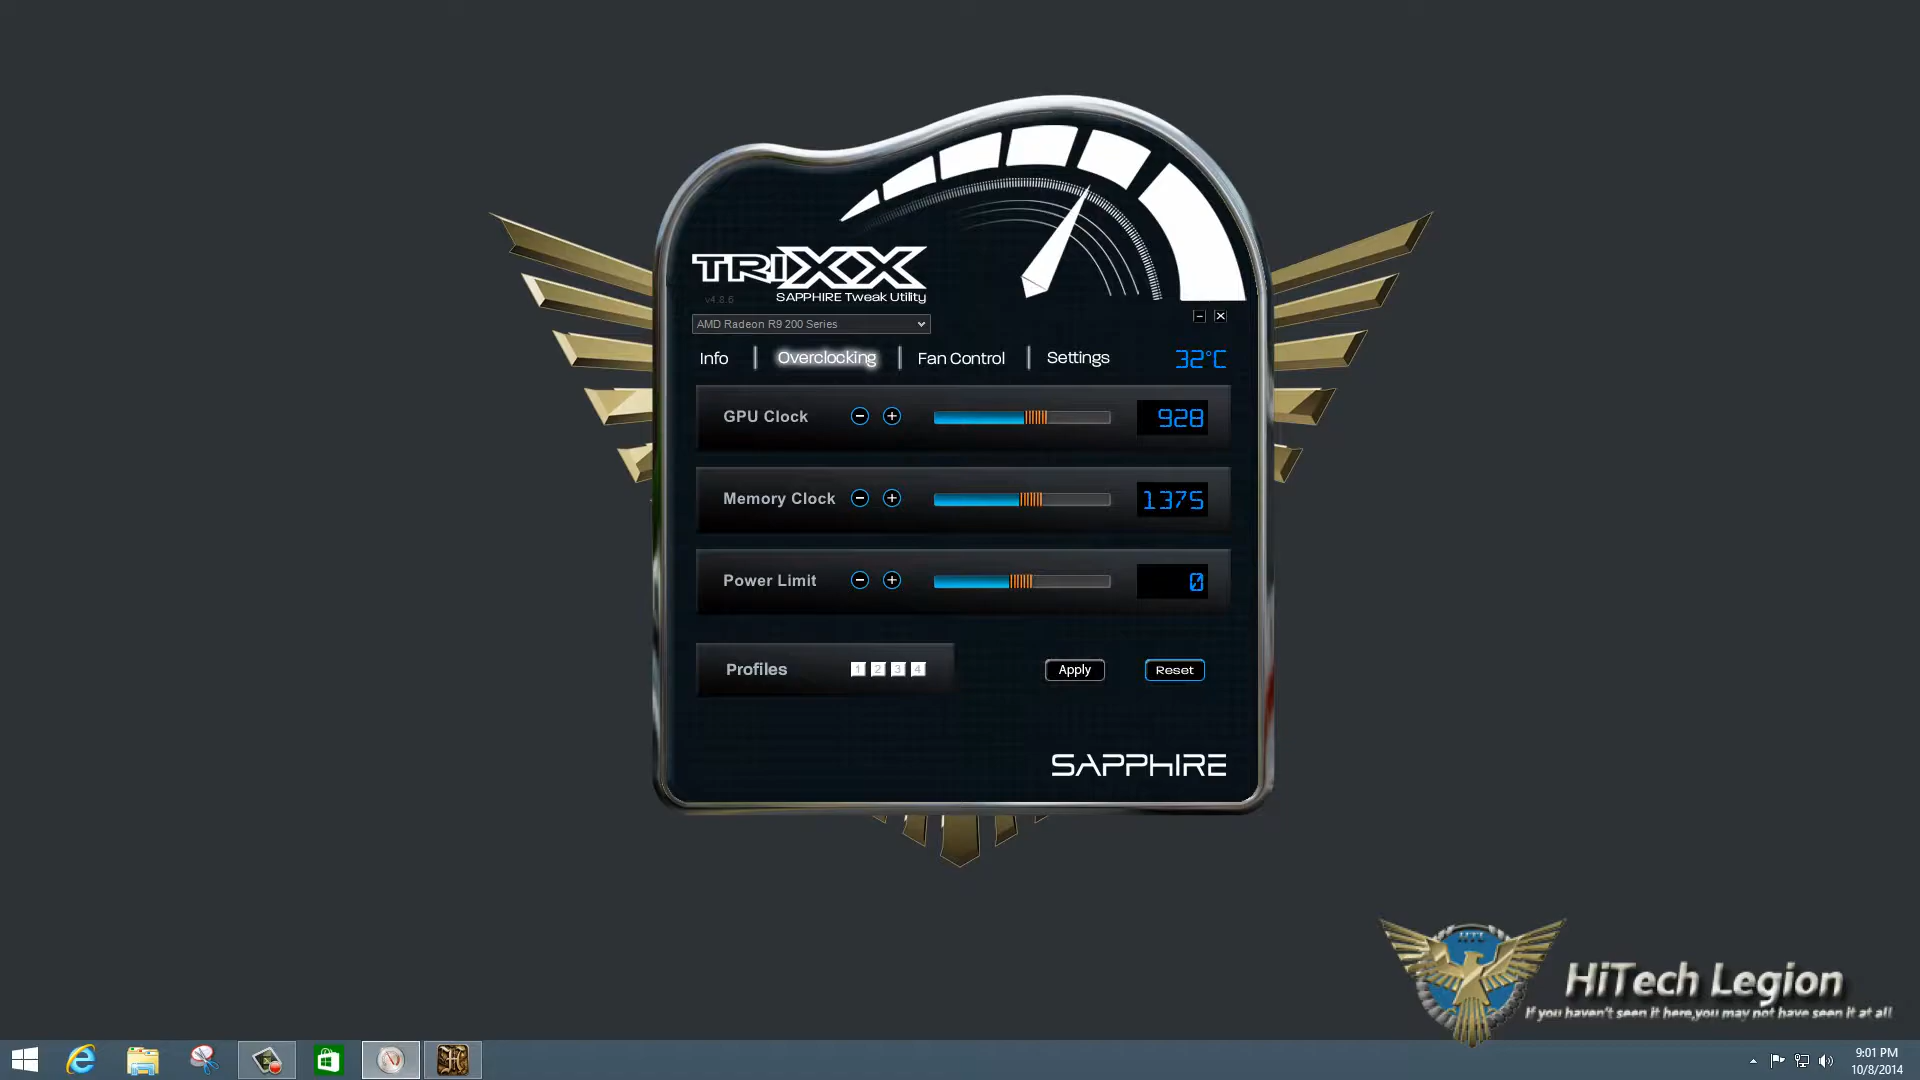 TRIXX
v4.8.6
SAPPHIRE Tweak Utility
AMD Radeon R9 200 Series
Info
Overclocking
Fan Control
Settings
32°C
GPU Clock
928
Memory Clock
1375
Power Limit
0
Profiles
1 2 3 4
Apply
Reset
SAPPHIRE
HTL
HiTech Legion
If you haven't seen it here,you may not have seen it at all
9:01 PM
10/8/2014